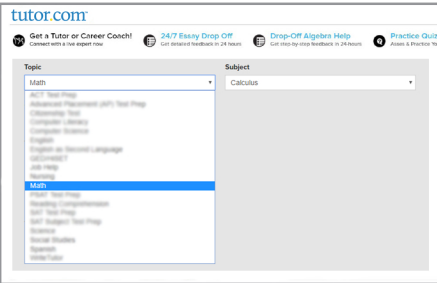 tutor.com
Get a Tutor or Career Coach!
Connect with a live expert now
24/7 Essay Drop Off
Get detailed feedback in 24 hours
Drop-Off Algebra Help
Get step-by-step feedback in 24-hours
Practice Quiz
Topic
Subject
Math
Calculus
ACT Test Prep
Advanced Placement (AP) Test Prep
Citizenship Test
Computer Literacy
Computer Science
English
English as Second Language
GED/HiSET
Job Help
Nursing
Math
PSAT Test Prep
Reading Comprehension
SAT Test Prep
SAT Subject Test Prep
Science
Social Studies
Spanish
WriteTutor